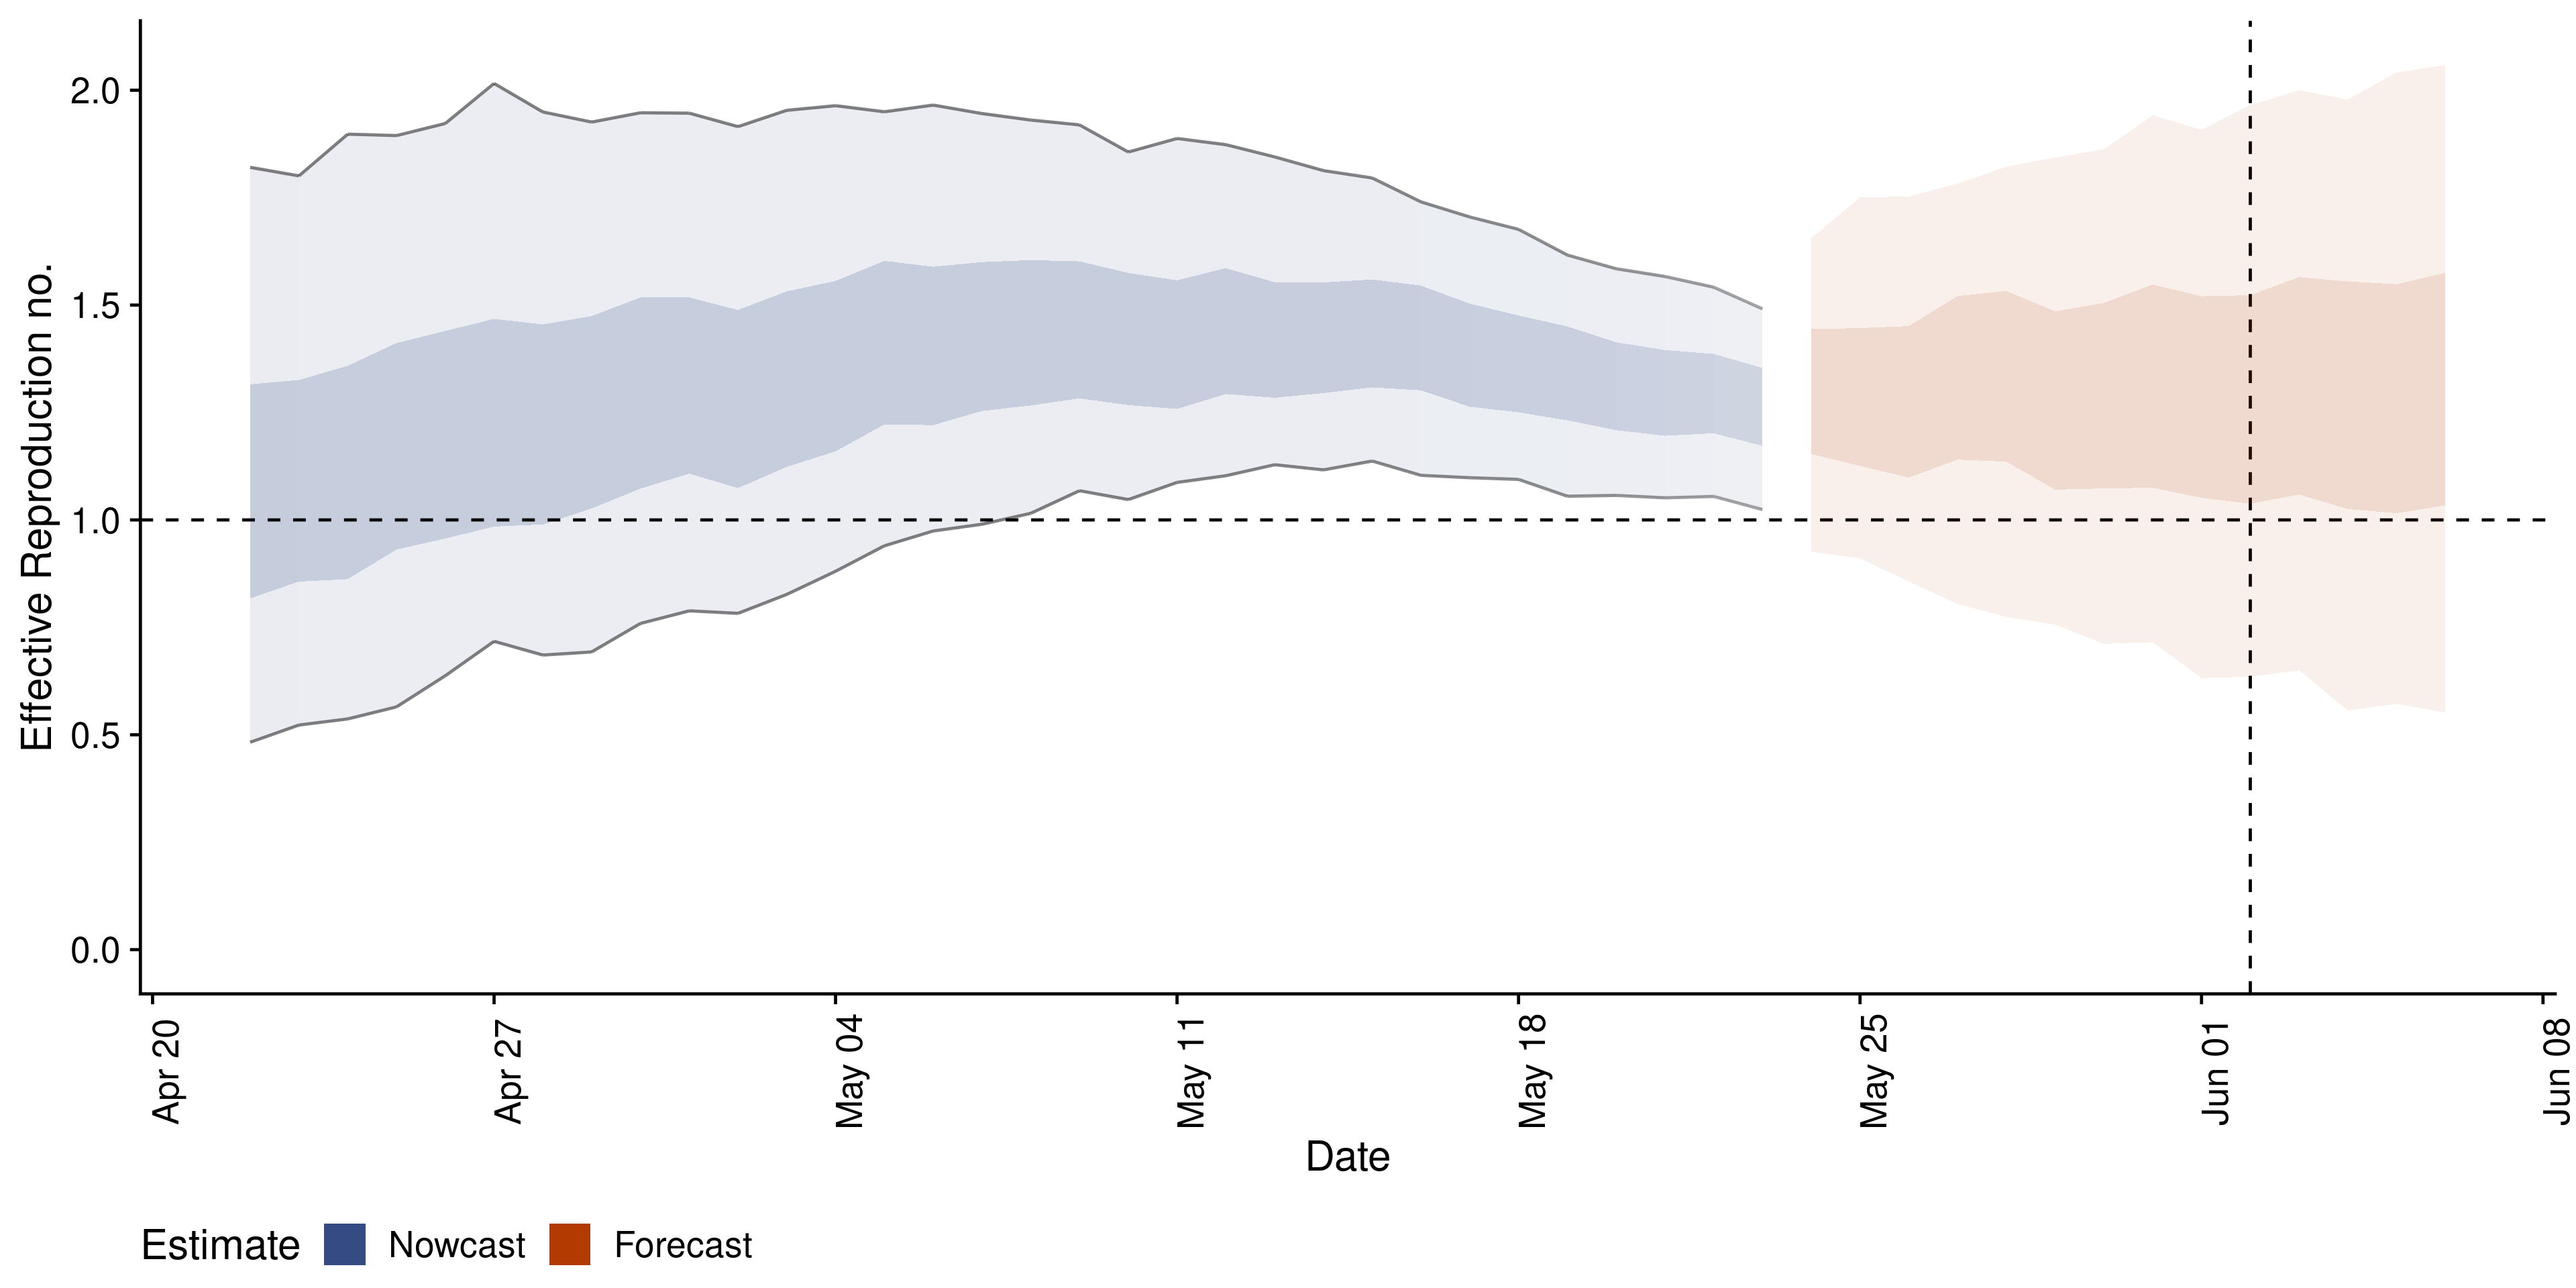 Effective Reproduction no.
2.0
1.5
1.0
0.5
0.0
Apr 20
Apr 27
May 04
May 11
May 18
May 25
Jun 01
Jun 08
Date
Estimate Nowcast Forecast